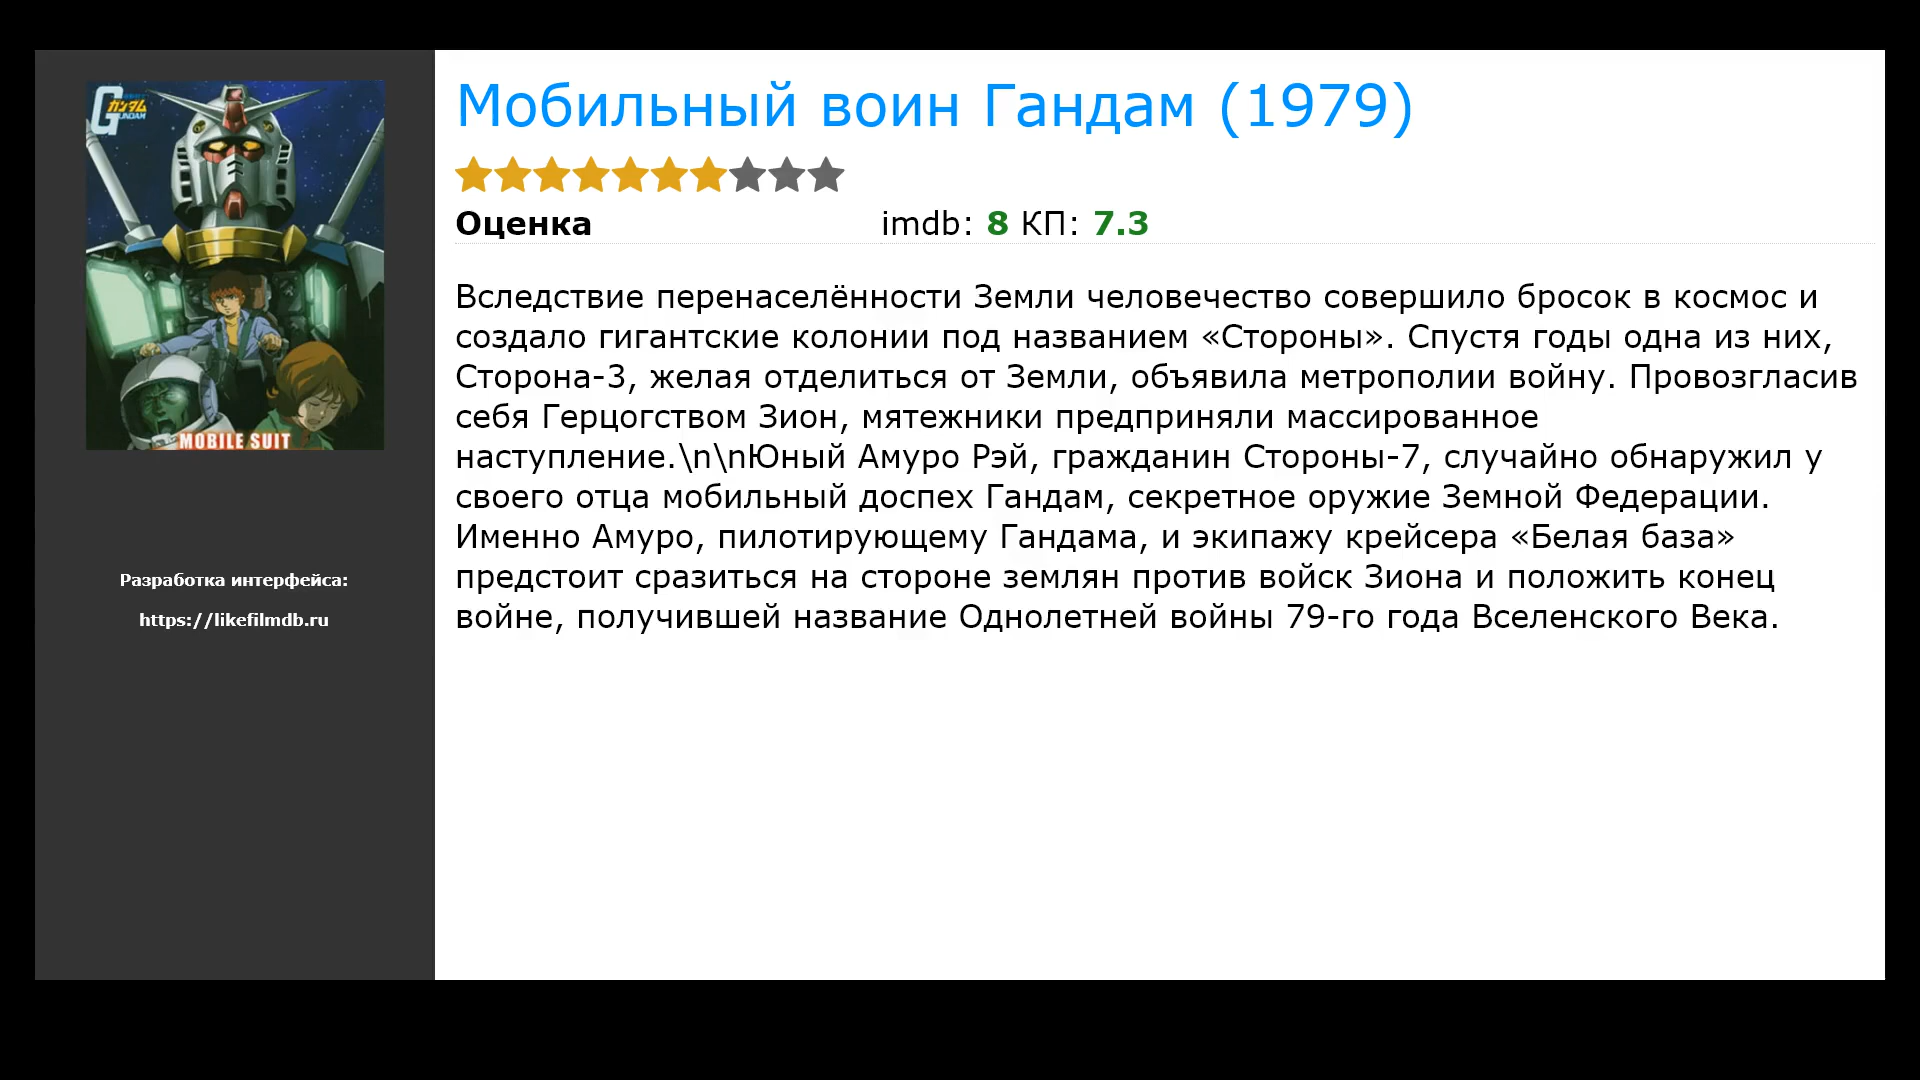 Мобильный воин Гандам (1979)
Оценка imdb: 8 КП: 7.3
Вследствие перенаселённости Земли человечество совершило бросок в космос и
создало гигантские колонии под названием «Стороны». Спустя годы одна из них,
Сторона-3, желая отделиться от Земли, объявила метрополии войну. Провозгласив
себя Герцогством Зион, мятежники предприняли массированное
наступление.\n\nЮный Амуро Рэй, гражданин Стороны-7, случайно обнаружил у
своего отца мобильный доспех Гандам, секретное оружие Земной Федерации.
Именно Амуро, пилотирующему Гандама, и экипажу крейсера «Белая база»
предстоит сразиться на стороне землян против войск Зиона и положить конец
войне, получившей название Однолетней войны 79-го года Вселенского Века.
ガンダム
GUNDAM
MOBILE SUIT
Разработка интерфейса:
https://likefilmdb.ru